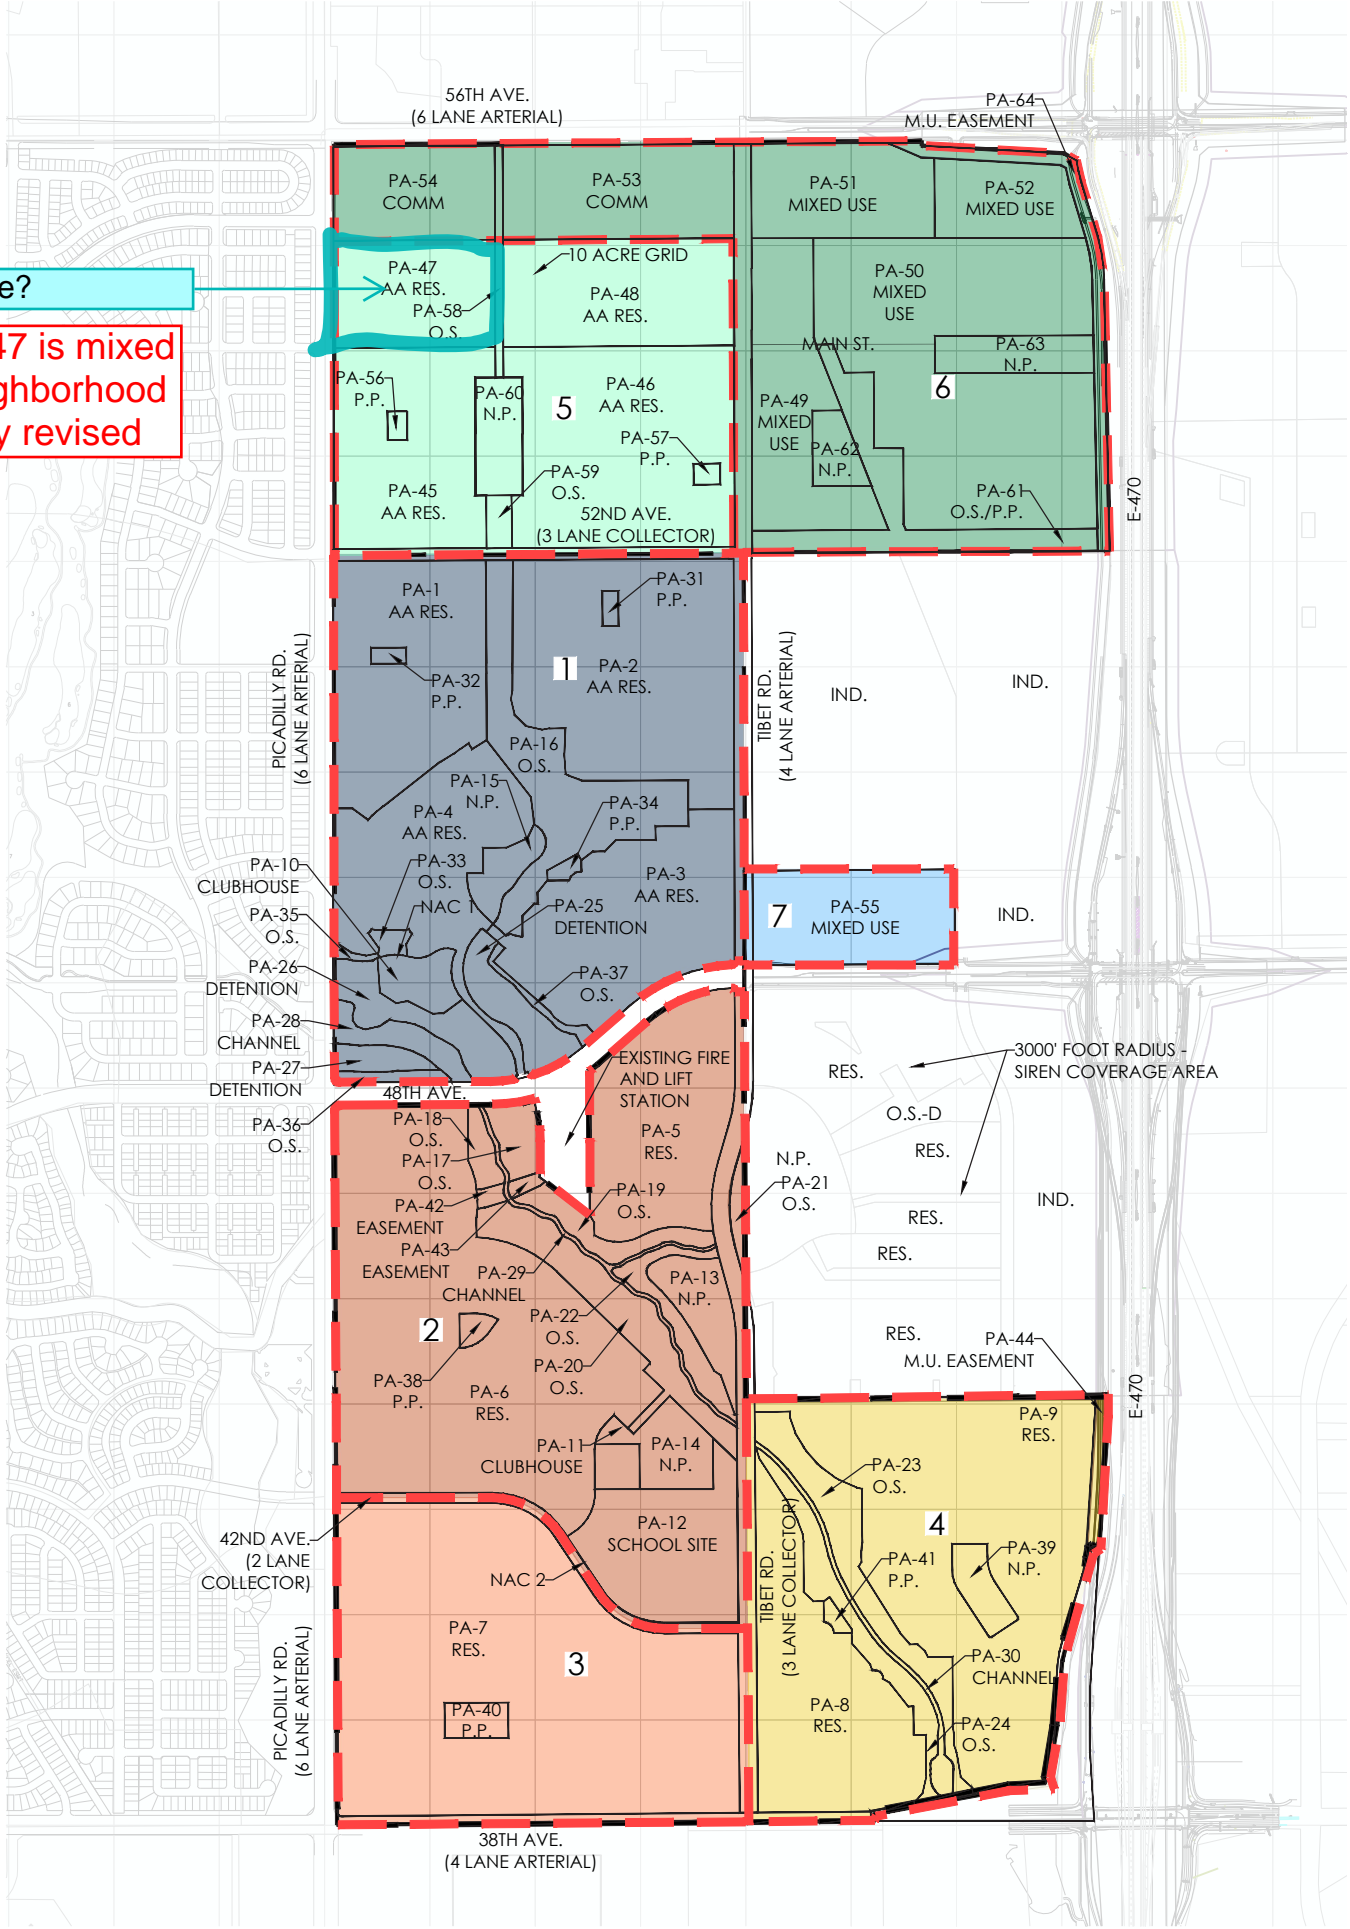 56TH AVE.
(6 LANE ARTERIAL)
PA-64
M.U. EASEMENT
PA-54
COMM
PA-53
COMM
PA-51
MIXED USE
PA-52
MIXED USE
e?
47 is mixed
ghborhood
y revised
PA-47
AA RES.
PA-58
O.S.
10 ACRE GRID
PA-48
AA RES.
PA-50
MIXED
USE
MAIN ST.
PA-63
N.P.
6
PA-56
P.P.
PA-60
N.P.
5
PA-46
AA RES.
PA-49
MIXED
USE
PA-62
N.P.
PA-57
P.P.
PA-59
O.S.
PA-45
AA RES.
52ND AVE.
(3 LANE COLLECTOR)
PA-61
O.S./P.P.
E-470
PA-1
AA RES.
PA-31
P.P.
PICADILLY RD.
(6 LANE ARTERIAL)
PA-32
P.P.
1
PA-2
AA RES.
TIBET RD.
(4 LANE ARTERIAL)
IND.
IND.
PA-16
O.S.
PA-15
N.P.
PA-4
AA RES.
PA-34
P.P.
PA-10
CLUBHOUSE
PA-33
O.S.
NAC 1
PA-3
AA RES.
PA-35
O.S.
PA-25
DETENTION
7
PA-55
MIXED USE
IND.
PA-26
DETENTION
PA-37
O.S.
PA-28
CHANNEL
PA-27
DETENTION
PA-36
O.S.
48TH AVE.
EXISTING FIRE
AND LIFT
STATION
3000' FOOT RADIUS -
SIREN COVERAGE AREA
RES.
O.S.-D
RES.
PA-18
O.S.
PA-17
O.S.
PA-5
RES.
N.P.
PA-21
O.S.
PA-42
EASEMENT
PA-19
O.S.
IND.
RES.
RES.
PA-43
EASEMENT
PA-29
CHANNEL
PA-13
N.P.
2
PA-22
O.S.
RES.
PA-44
M.U. EASEMENT
PA-20
O.S.
PA-38
P.P.
PA-6
RES.
E-470
PA-9
RES.
PA-11
CLUBHOUSE
PA-14
N.P.
PA-23
O.S.
42ND AVE.
(2 LANE
COLLECTOR)
PA-12
SCHOOL SITE
4
NAC 2
TIBET RD.
(3 LANE COLLECTOR)
PA-41
P.P.
PA-39
N.P.
PA-7
RES.
3
PICADILLY RD.
(6 LANE ARTERIAL)
PA-40
P.P.
PA-30
CHANNEL
PA-8
RES.
PA-24
O.S.
38TH AVE.
(4 LANE ARTERIAL)